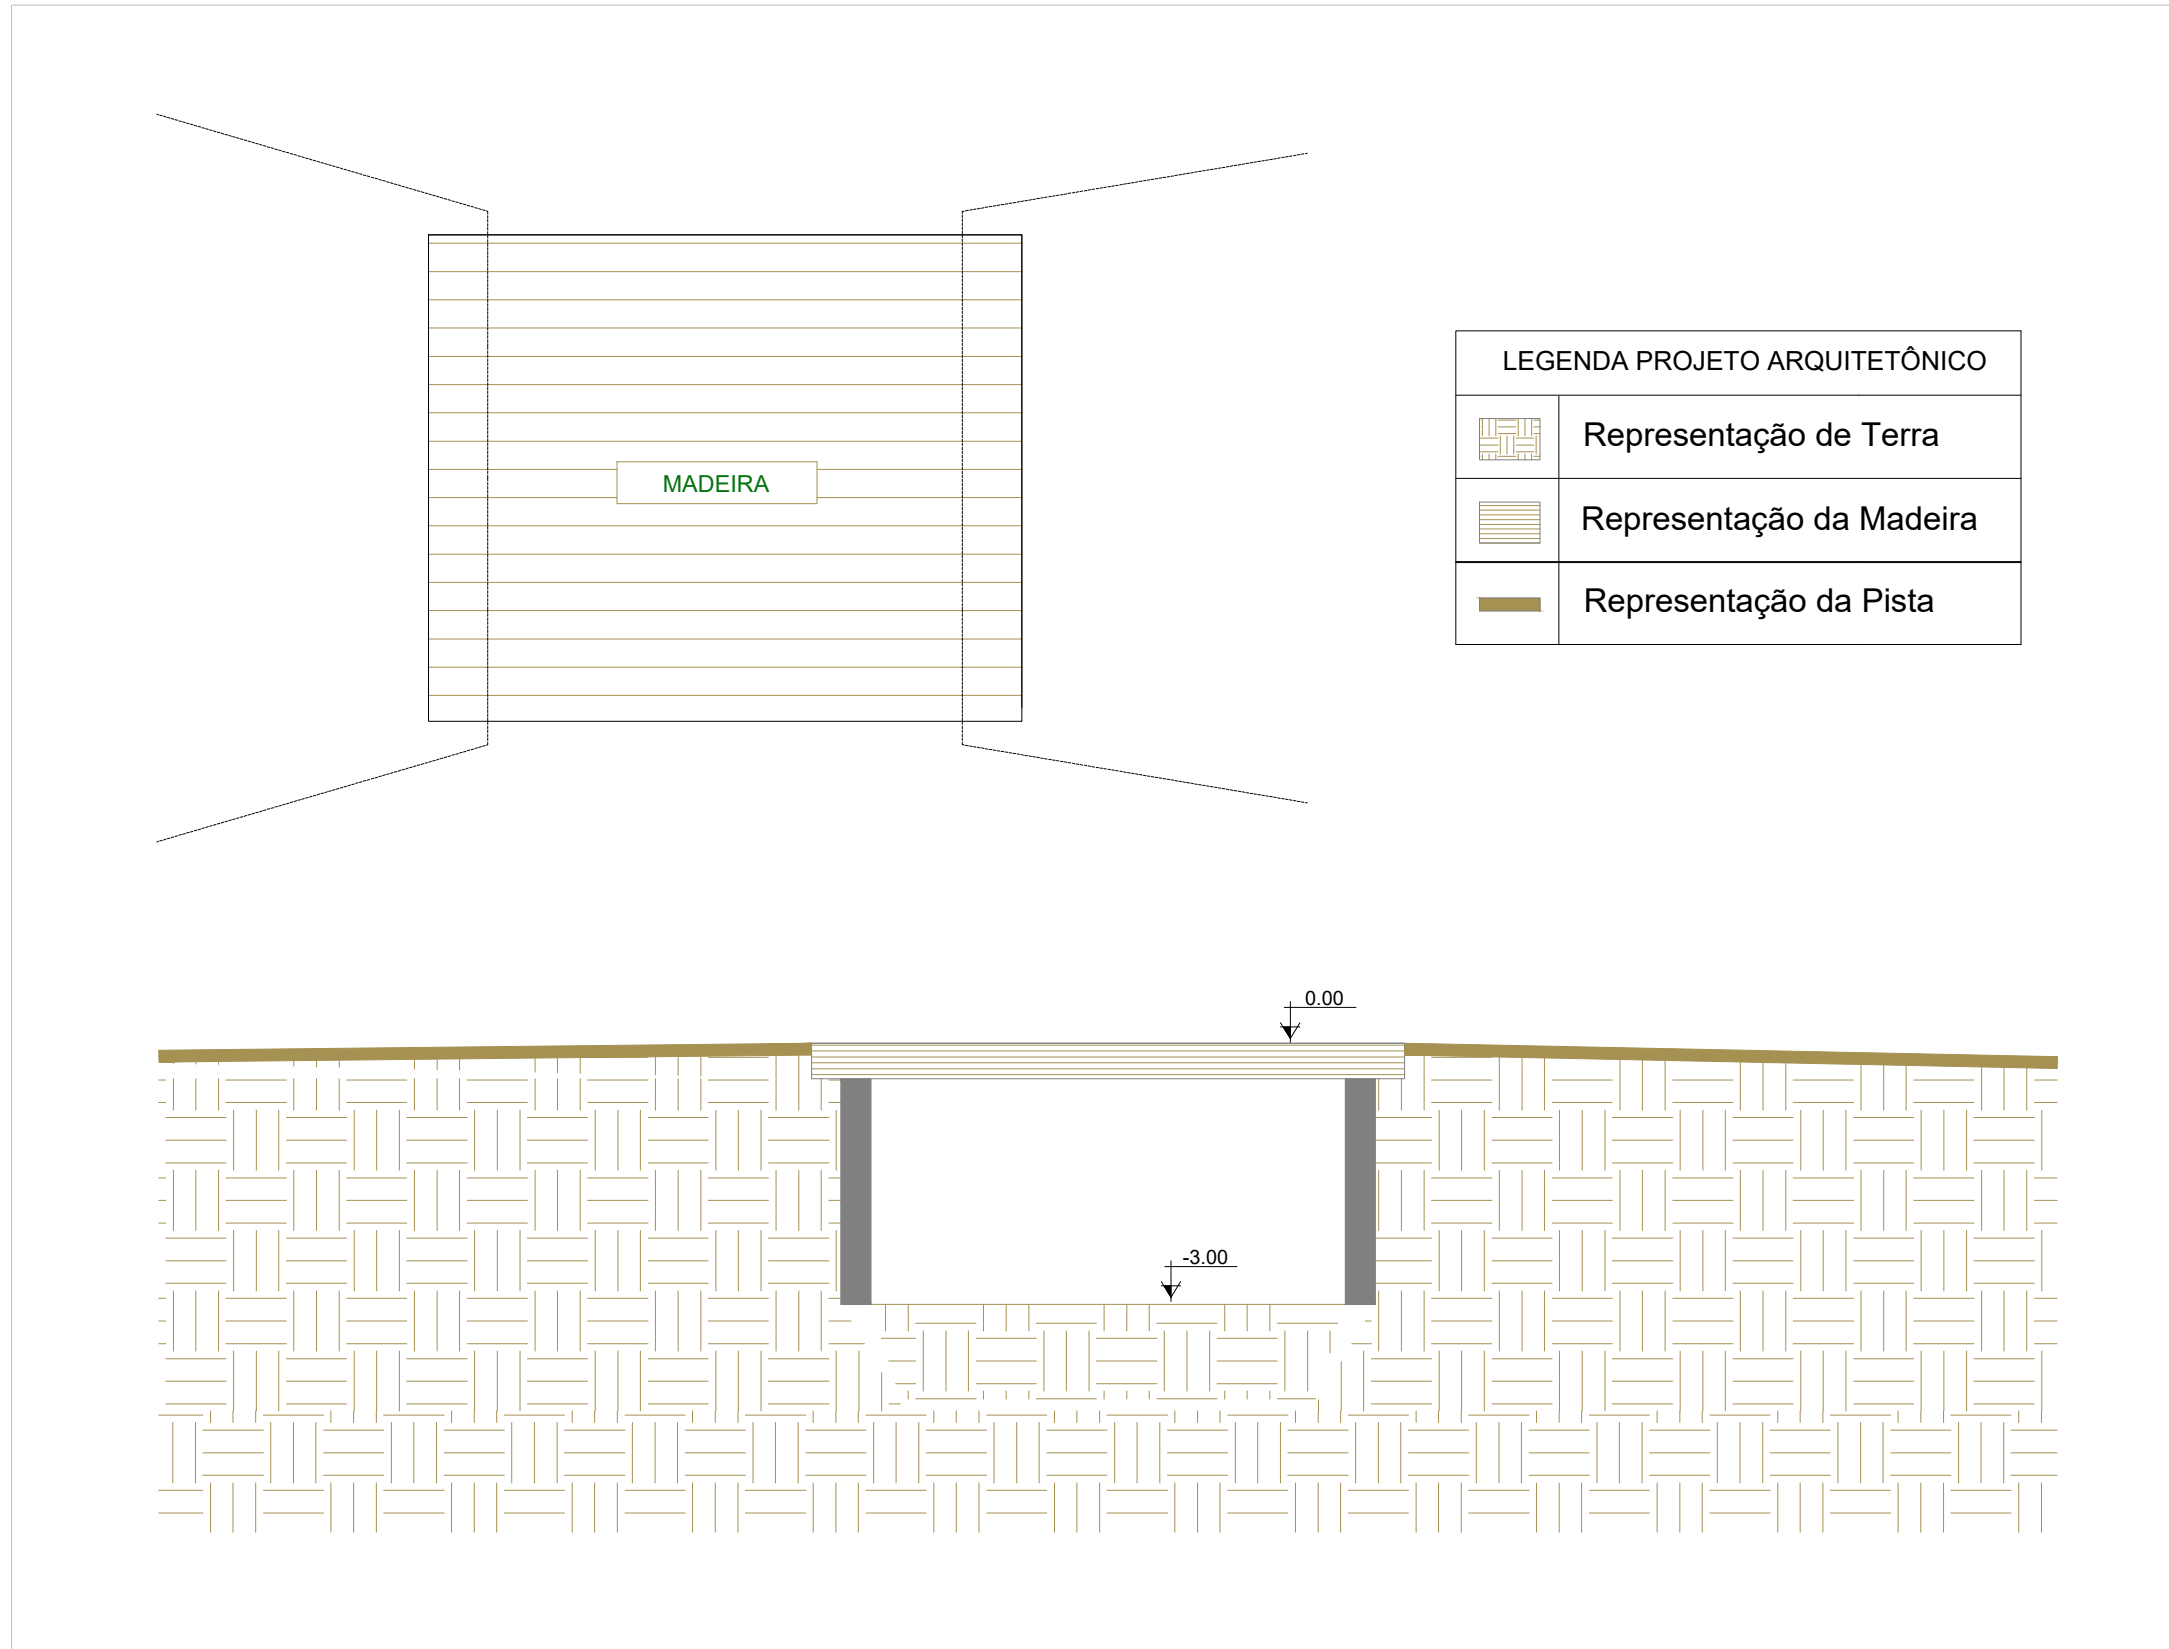 MADEIRA
LEGENDA PROJETO ARQUITETÔNICO
Representação de Terra
Representação da Madeira
Representação da Pista
0.00
-3.00